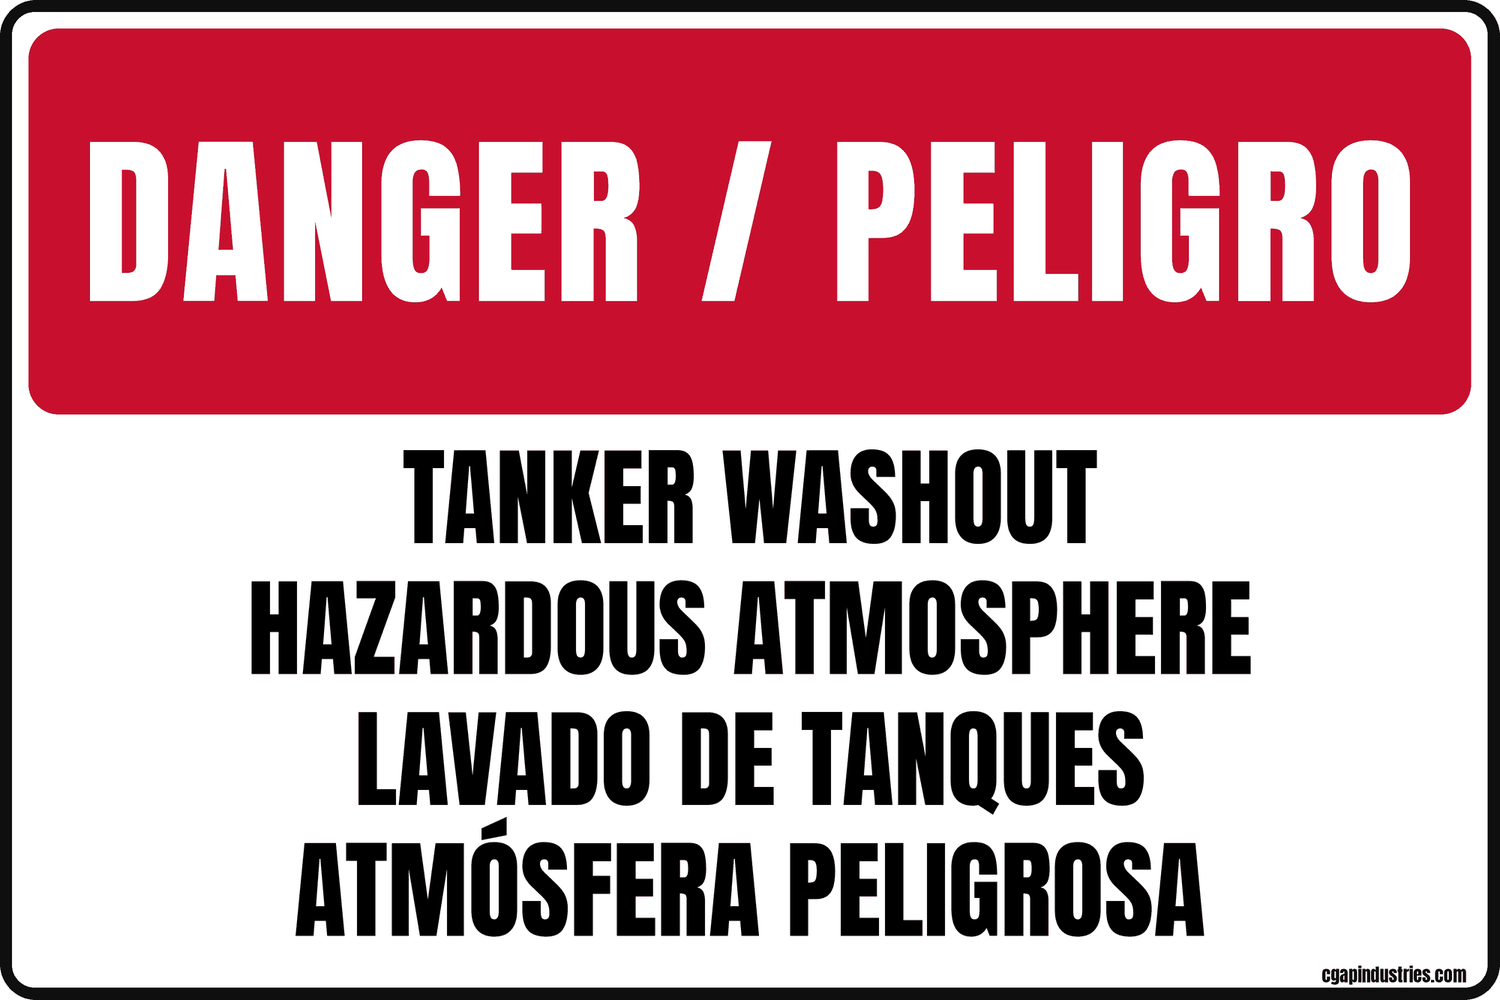 DANGER / PELIGRO
TANKER WASHOUT
HAZARDOUS ATMOSPHERE
LAVADO DE TANQUES
ATMÓSFERA PELIGROSA
cgapindustries.com